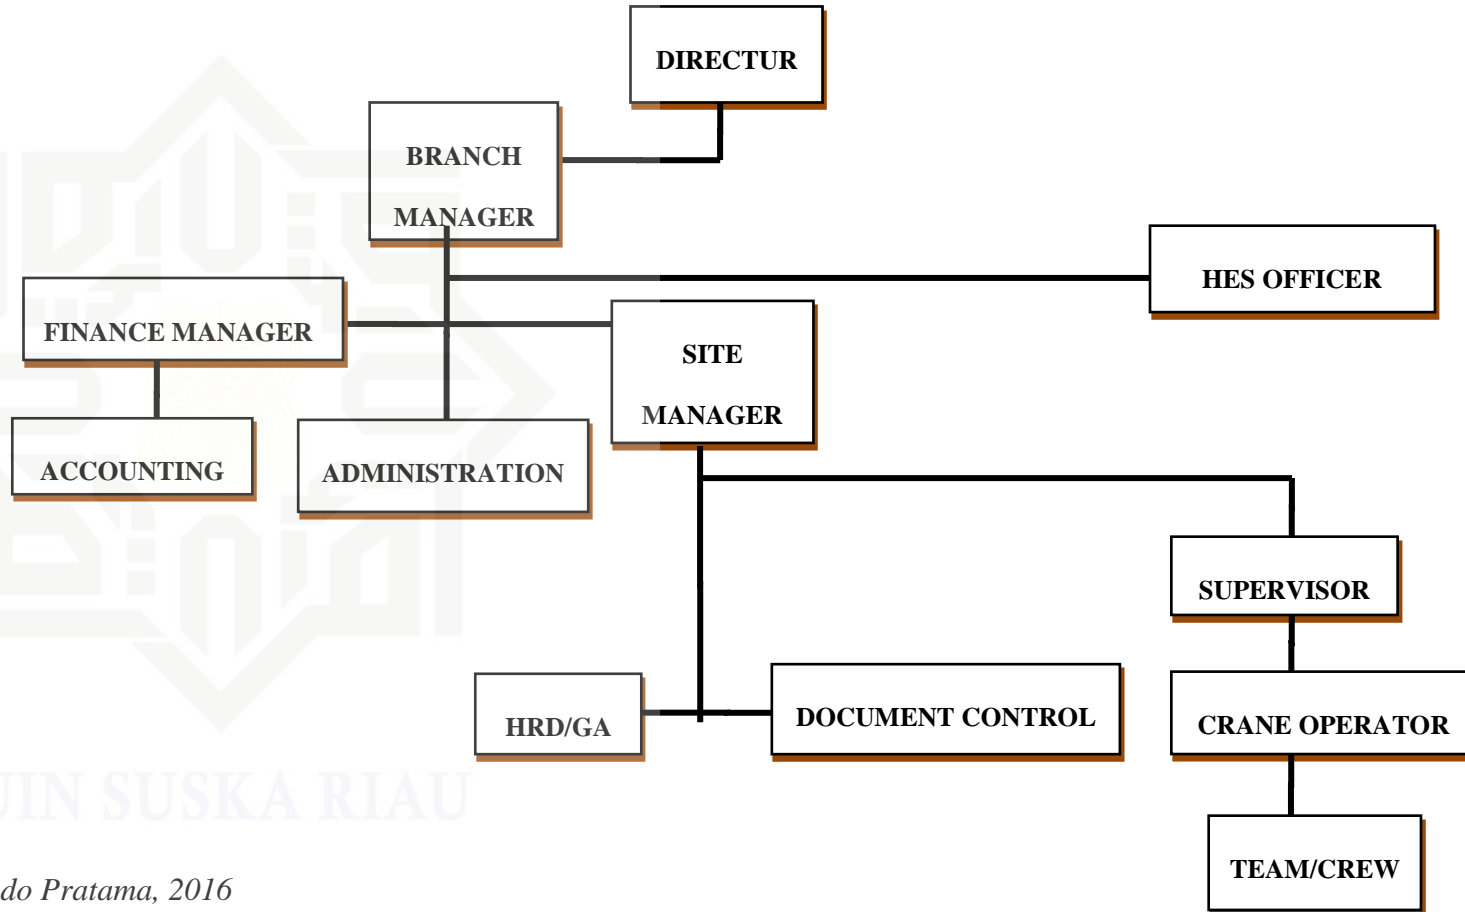 DIRECTUR
BRANCH
MANAGER
HES OFFICER
FINANCE MANAGER
SITE
MANAGER
ACCOUNTING
ADMINISTRATION
SUPERVISOR
HRD/GA
DOCUMENT CONTROL
CRANE OPERATOR
TEAM/CREW
UIN SUSKA RIAU
do Pratama, 2016